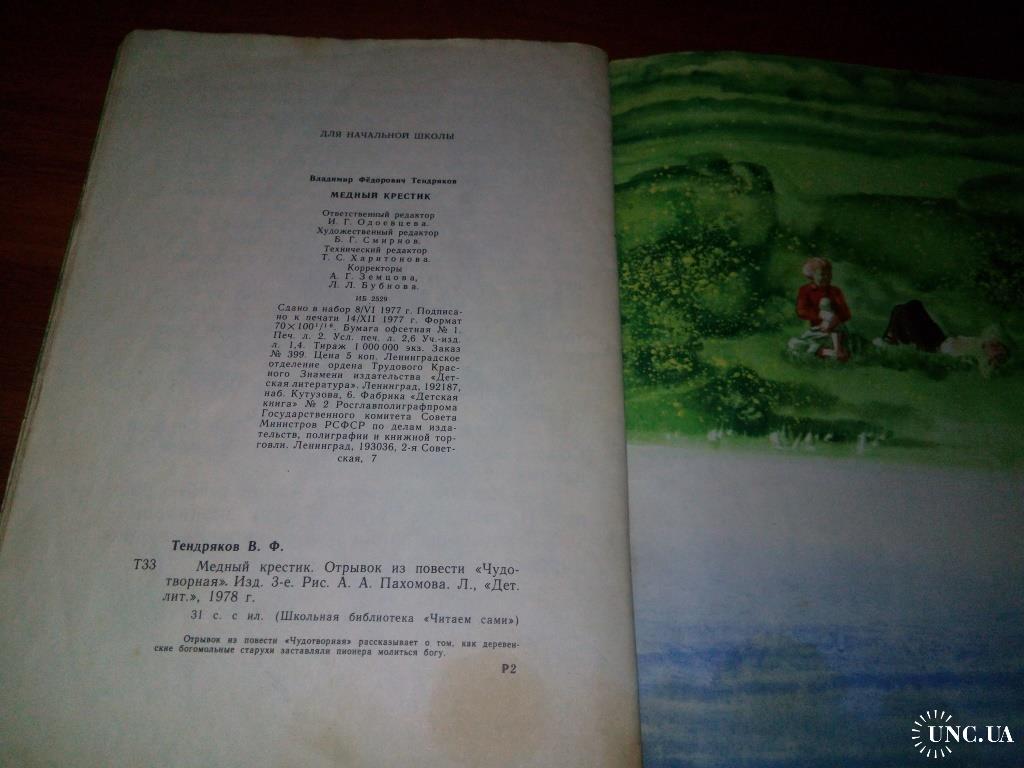 ДЛЯ НАЧАЛЬНОЙ ШКОЛЫ
Владимир Фёдорович Тендряков
МЕДНЫЙ КРЕСТИК
Ответственный редактор
И. Г. Одоевцева.
Художественный редактор
Б. Г. Смирнов.
Технический редактор
Т. С. Харитонова.
Корректоры
А. Г. Земцова,
Л. Л. Бубнова.
ИБ 2529
Сдано в набор 8/VI 1977 г. Подписа-
но к печати 14/XII 1977 г. Формат
70×100¹/₁₆. Бумага офсетная № 1.
Печ. л. 2. Усл. печ. л. 2,6 Уч.-изд.
л. 1,4. Тираж 1 000 000 экз. Заказ
№ 399. Цена 5 коп. Ленинградское
отделение ордена Трудового Крас-
ного Знамени издательства «Дет-
ская литература». Ленинград, 192187,
наб. Кутузова, 6. Фабрика «Детская
книга» № 2 Росглавполиграфпрома
Государственного комитета Совета
Министров РСФСР по делам изда-
тельств, полиграфии и книжной тор-
говли. Ленинград, 193036, 2-я Совет-
ская, 7
Тендряков В. Ф.
Т33 Медный крестик. Отрывок из повести «Чудо-
творная». Изд. 3-е. Рис. А. А. Пахомова. Л., «Дет.
лит.», 1978 г.
31 с. с ил. (Школьная библиотека «Читаем сами»)
Отрывок из повести «Чудотворная» рассказывает о том, как деревен-
ские богомольные старухи заставляли пионера молиться богу.
Р2
UNC.UA